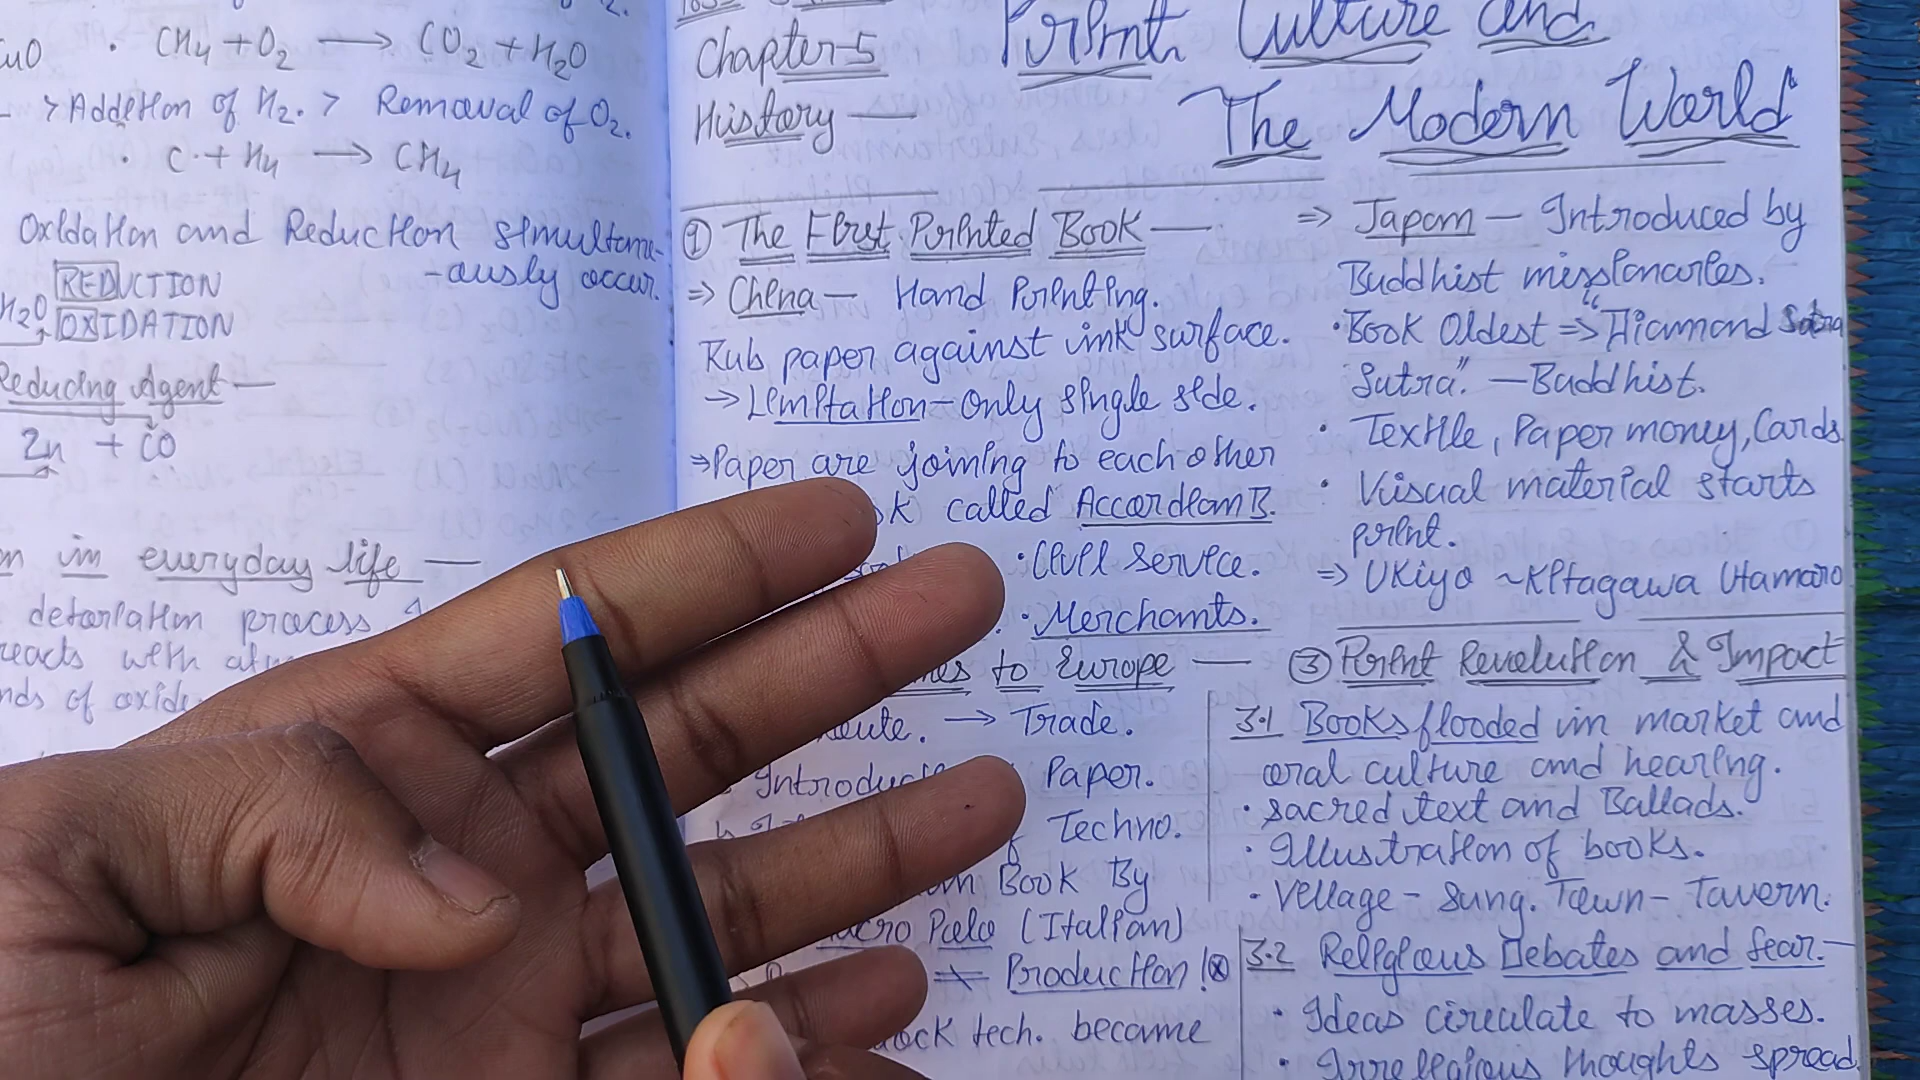 CH4 + O2 → CO2 + H2O
> Addition of H2. > Removal of O2.
C + H4 → CH4
Oxidation and Reduction simultane-
-ously occur.
REDUCTION
H2O OXIDATION
Reducing Agent —
Zn + CO
in everyday life —
process
reacts with
of oxide
Chapter-5
History —
Print Culture and
The Modern World
① The First Printed Book —
⇒ China — Hand Printing.
Rub paper against ink surface.
→ Limitation - Only single side.
⇒ Paper are joining to each other
called Accordian B.
• Civil Service.
• Merchants.
to Europe —
→ Trade.
Paper.
Techno.
Book By
Polo (Italian)
Production!
tech. became
⇒ Japan — Introduced by
Buddhist missionaries.
• Book Oldest ⇒ "Diamond Sutra
Sutra". — Buddhist.
• Textile, Paper money, Cards
• Visual material starts
print.
⇒ Ukiyo ~ Kitagawa Utamaro
③ Print Revolution & Impact
3.1 Books flooded in market and
oral culture and hearing.
• Sacred text and Ballads.
• Illustration of books.
• Village - Sung. Town - Tavern.
3.2 Religious Debates and fear. —
• Ideas circulate to masses.
• Irreligious thoughts spread